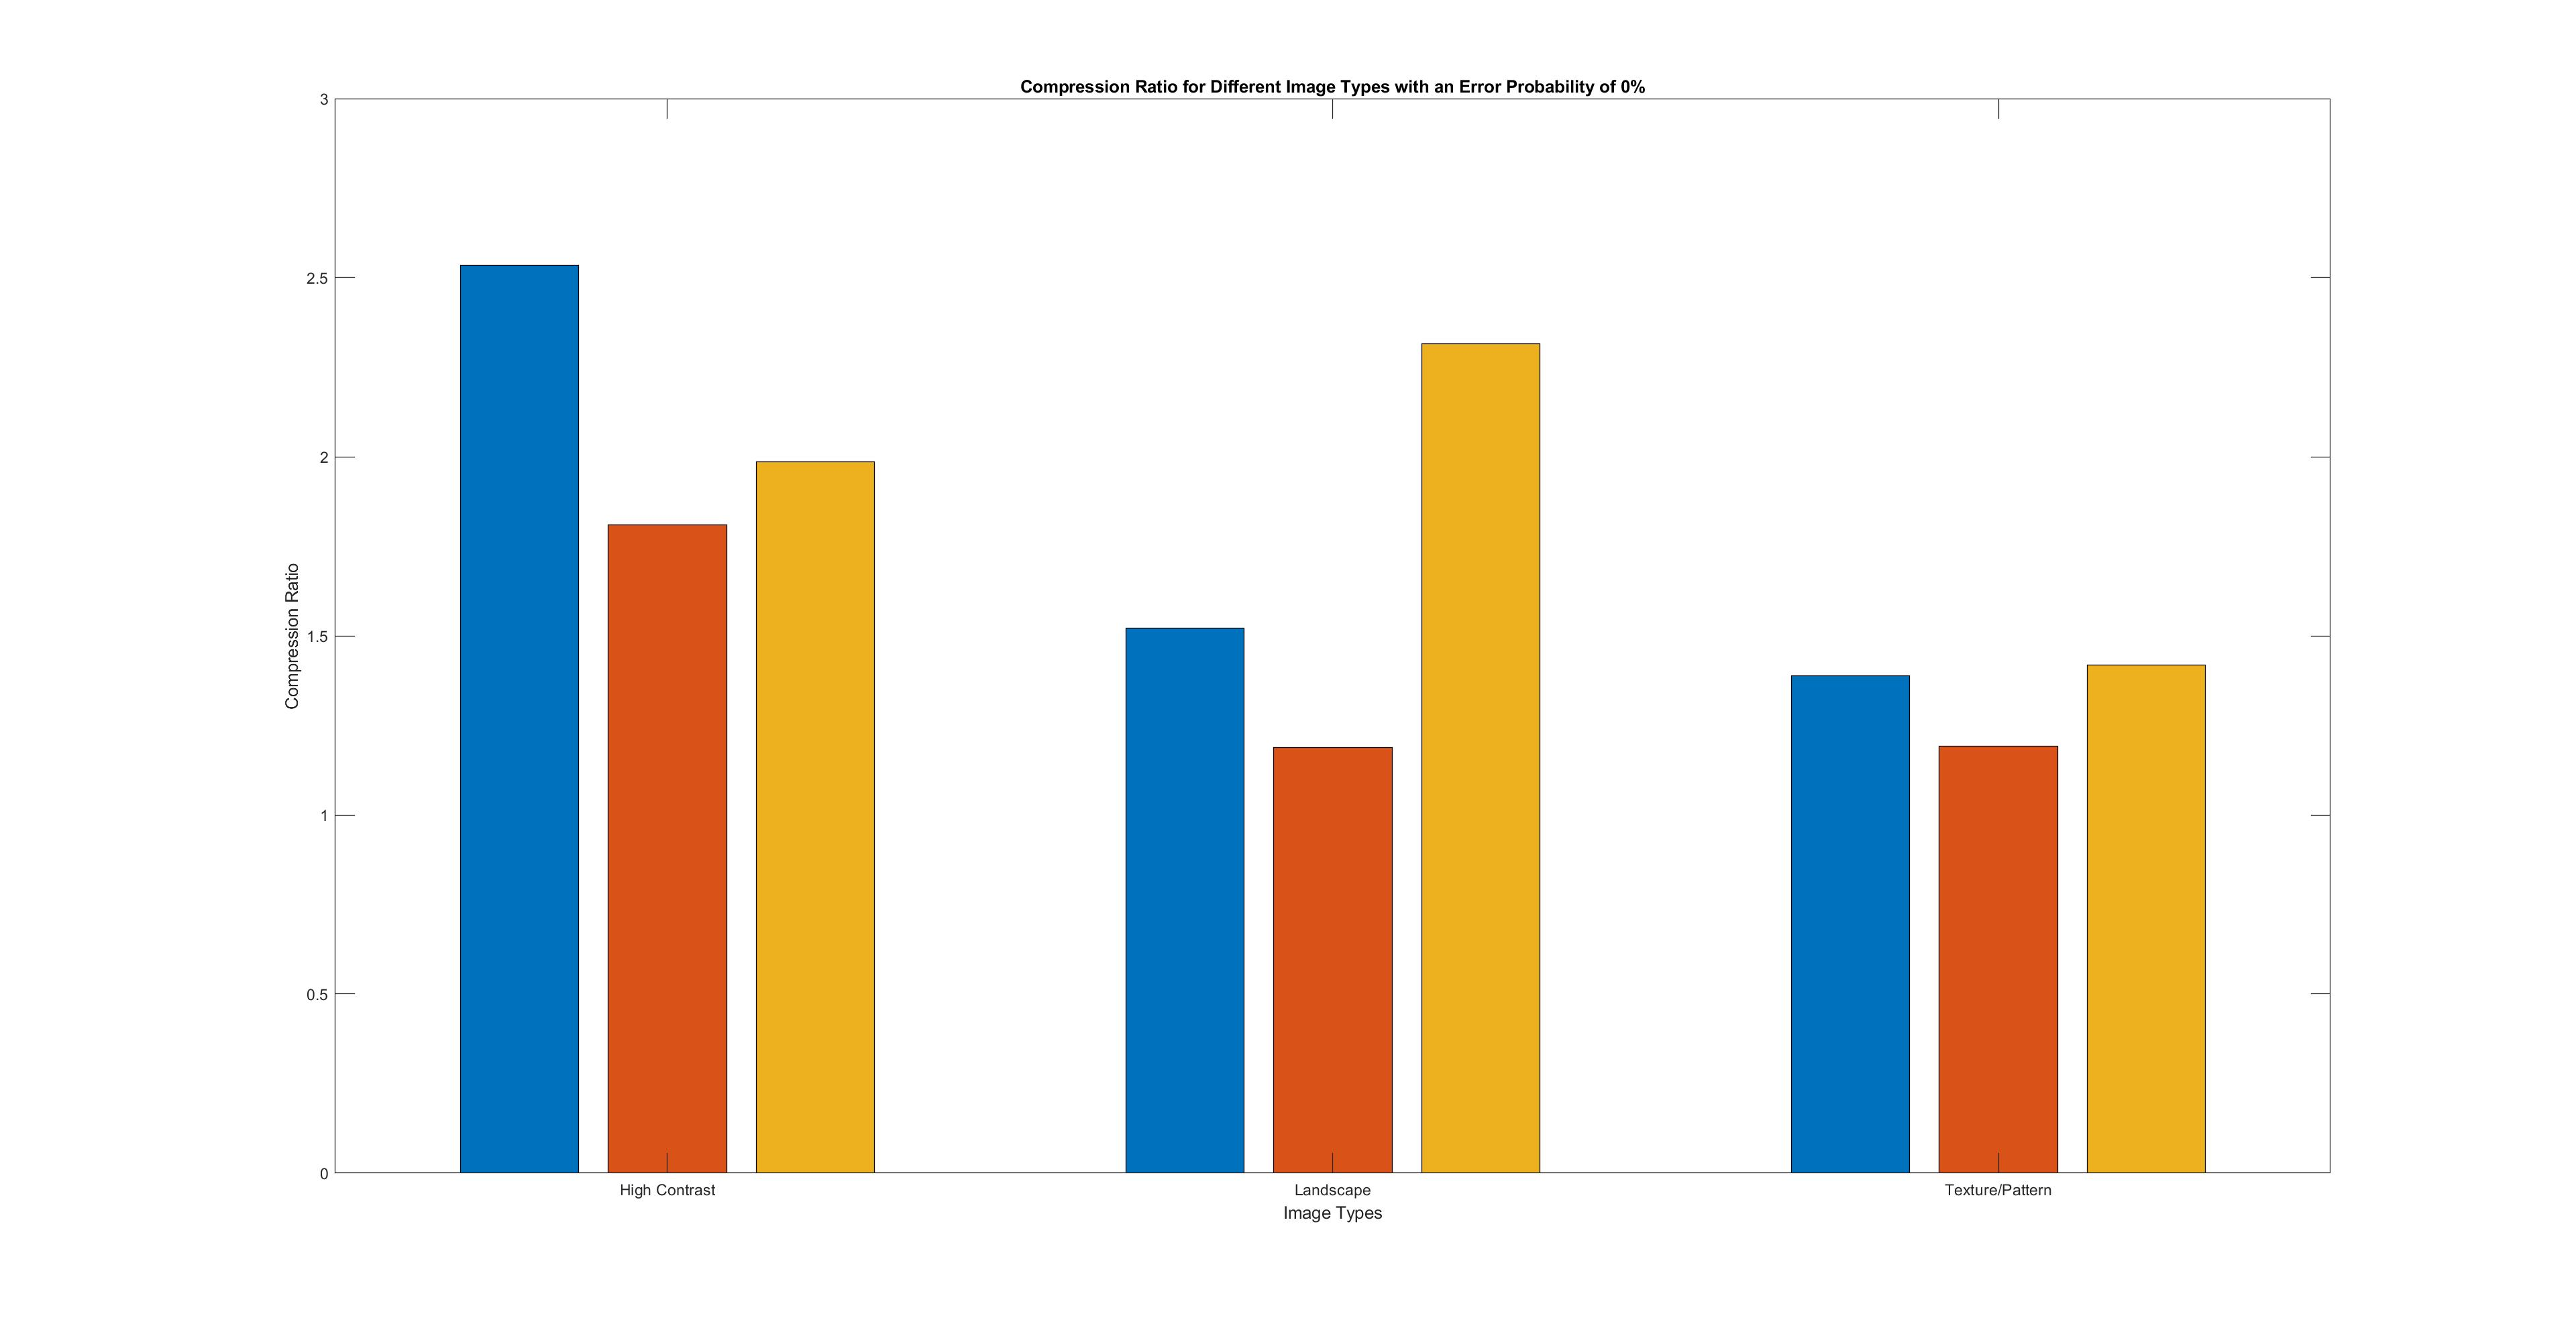 Compression Ratio for Different Image Types with an Error Probability of 0%
3
2.5
2
1.5
1
0.5
0
Compression Ratio
High Contrast
Landscape
Texture/Pattern
Image Types